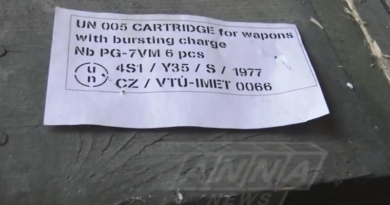 UN 005 CARTRIDGE for wapons
with bursting charge
Nb PG-7VM 6 pcs
un 4S1 / Y35 / S / 1977
CZ / VTÚ-IMET 0066
ANNA
NEWS